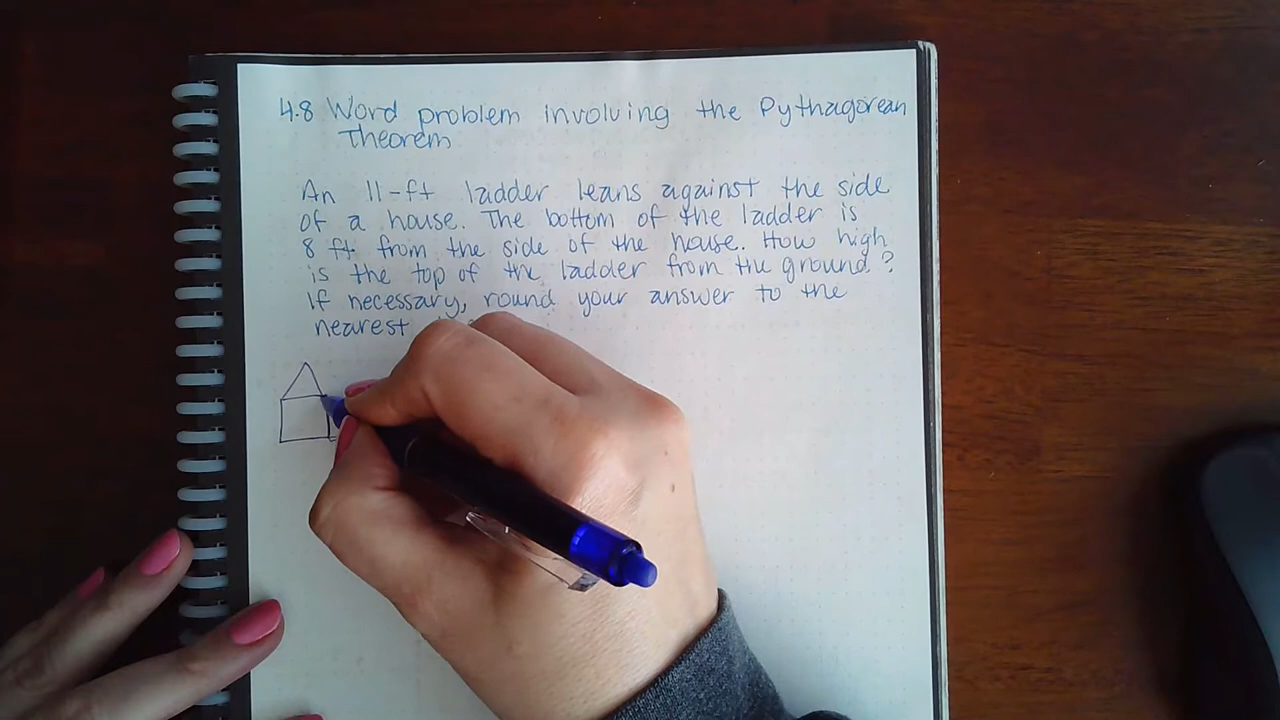 4.8 Word problem involving the Pythagorean
Theorem
An 11-ft ladder leans against the side
of a house. The bottom of the ladder is
8 ft from the side of the house. How high
is the top of the ladder from the ground?
If necessary, round your answer to the
nearest